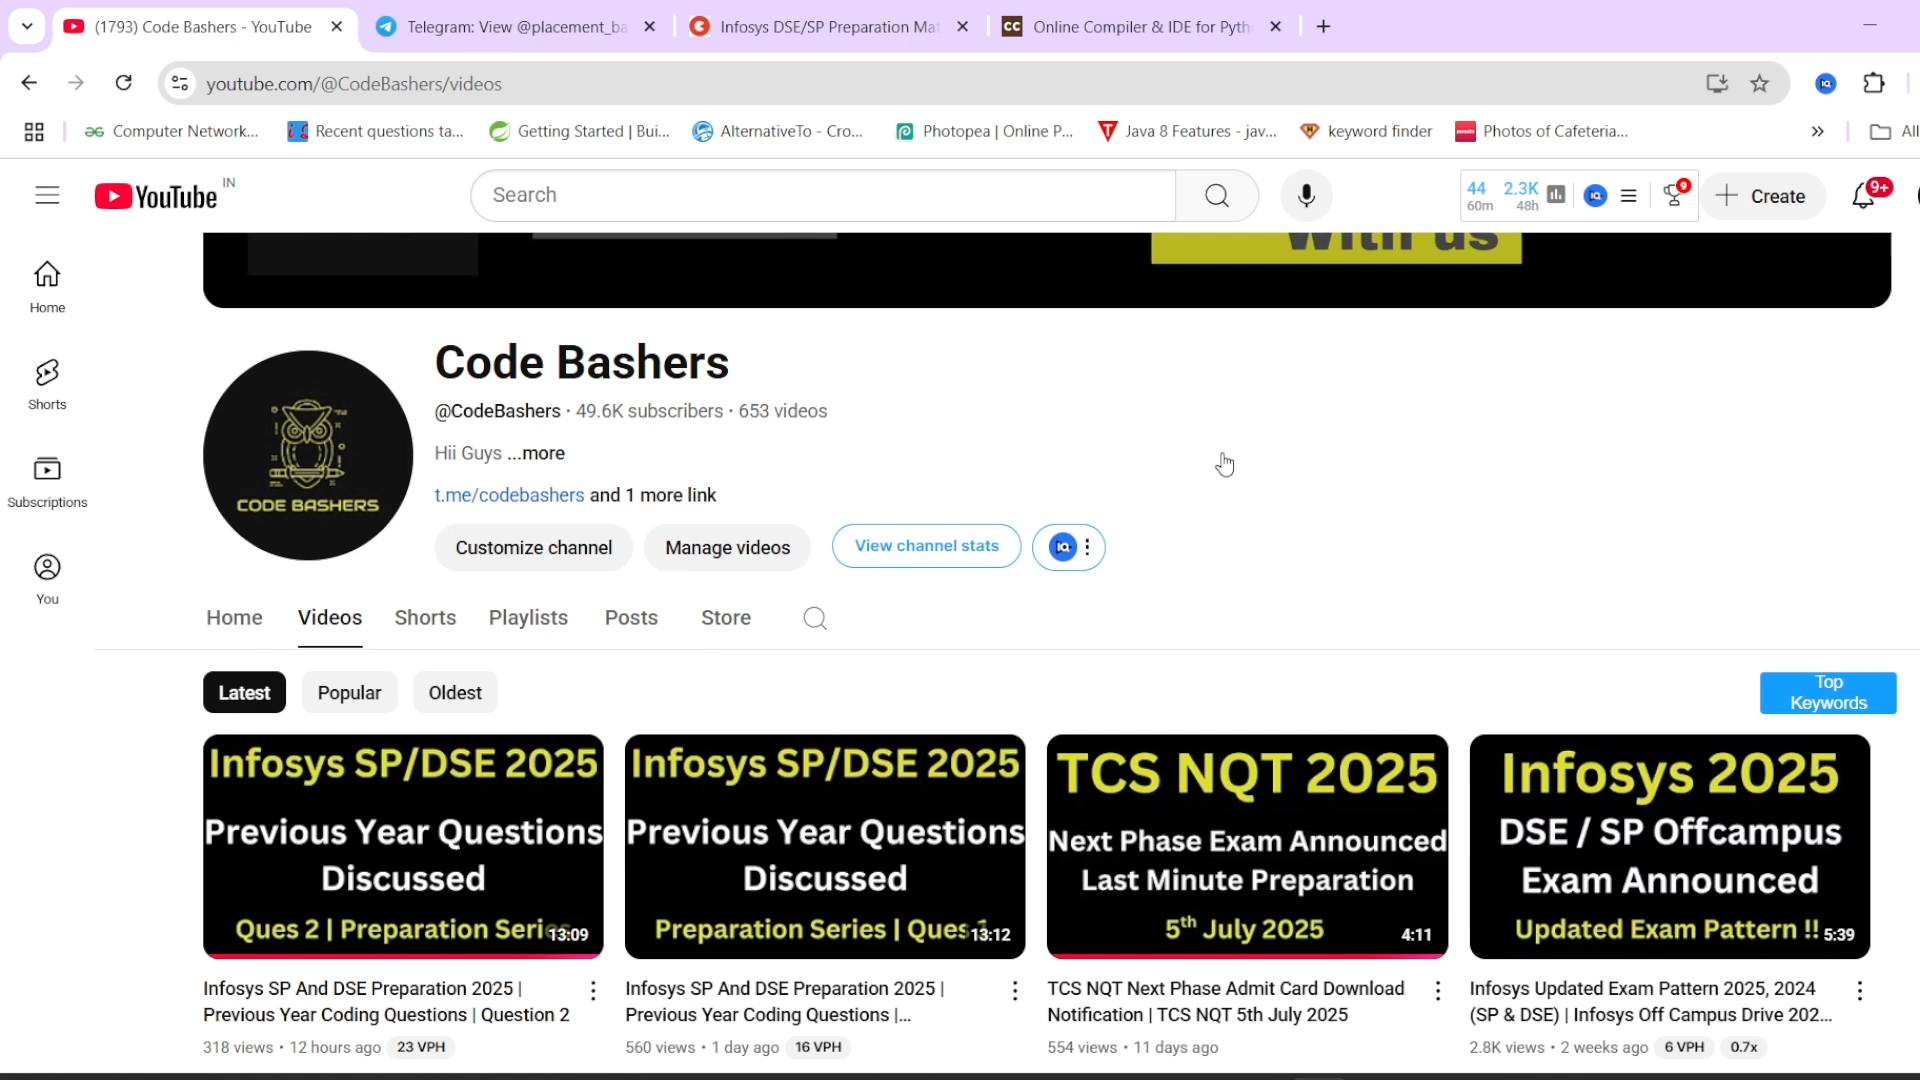 (1793) Code Bashers - YouTube
Telegram: View @placement_ba
Infosys DSE/SP Preparation Mat
Online Compiler & IDE for Pyth
youtube.com/@CodeBashers/videos
Computer Network...
Recent questions ta...
Getting Started | Bui...
AlternativeTo - Cro...
Photopea | Online P...
Java 8 Features - jav...
keyword finder
Photos of Cafeteria...
All
YouTube IN
Search
44 60m
2.3K 48h
9
Create
9+
Home
Shorts
Subscriptions
You
With us
CODE BASHERS
Code Bashers
@CodeBashers · 49.6K subscribers · 653 videos
Hii Guys ...more
t.me/codebashers and 1 more link
Customize channel
Manage videos
View channel stats
Home Videos Shorts Playlists Posts Store
Latest Popular Oldest
Top
Keywords
Infosys SP/DSE 2025
Previous Year Questions
Discussed
Ques 2 | Preparation Series
13:09
Infosys SP And DSE Preparation 2025 |
Previous Year Coding Questions | Question 2
318 views · 12 hours ago 23 VPH
Infosys SP/DSE 2025
Previous Year Questions
Discussed
Preparation Series | Ques 1
13:12
Infosys SP And DSE Preparation 2025 |
Previous Year Coding Questions |...
560 views · 1 day ago 16 VPH
TCS NQT 2025
Next Phase Exam Announced
Last Minute Preparation
5th July 2025
4:11
TCS NQT Next Phase Admit Card Download
Notification | TCS NQT 5th July 2025
554 views · 11 days ago
Infosys 2025
DSE / SP Offcampus
Exam Announced
Updated Exam Pattern !!
5:39
Infosys Updated Exam Pattern 2025, 2024
(SP & DSE) | Infosys Off Campus Drive 202...
2.8K views · 2 weeks ago 6 VPH 0.7x